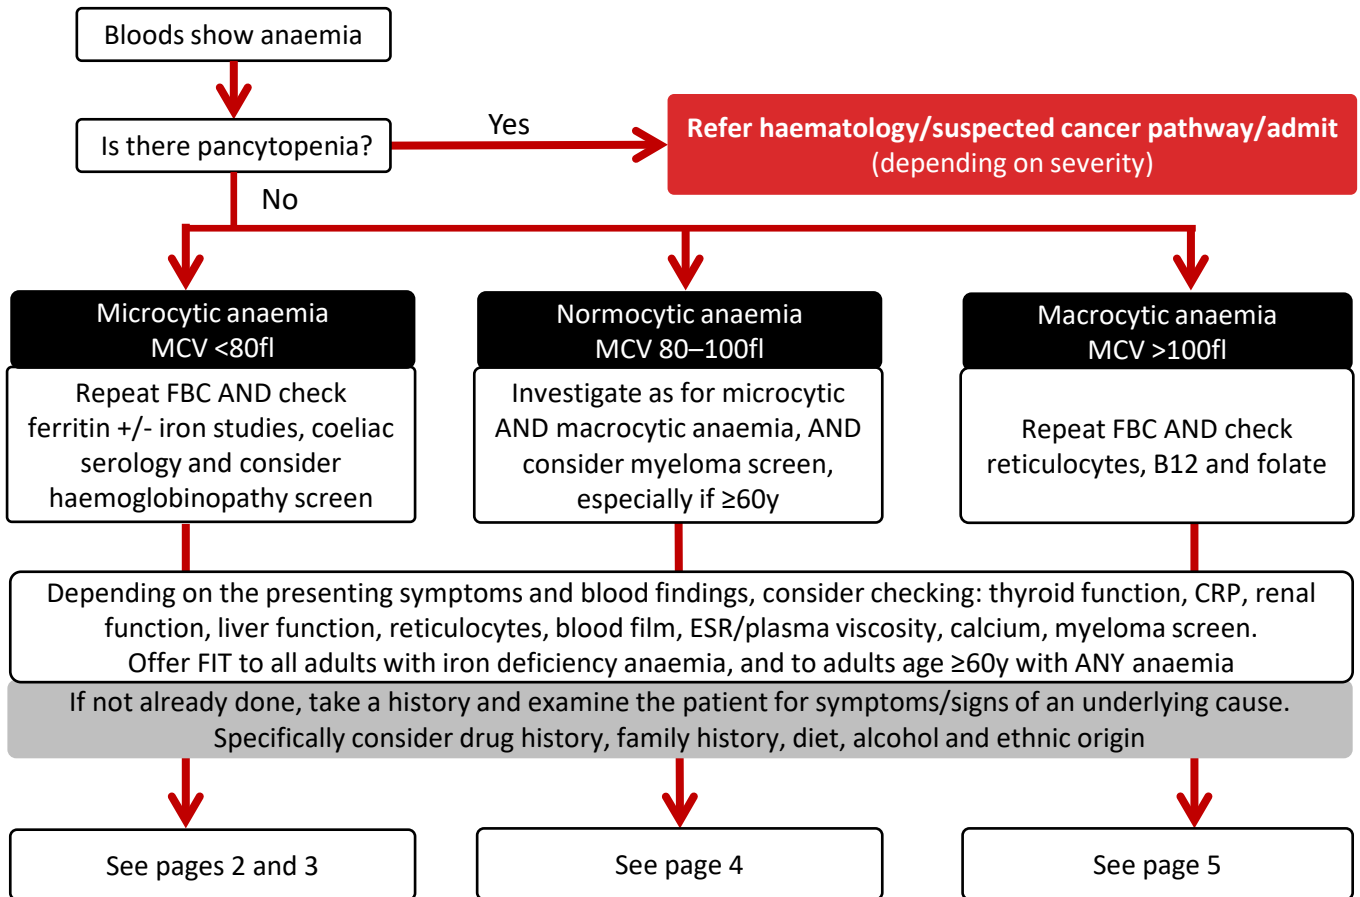 Bloods show anaemia
Is there pancytopenia?
Yes
Refer haematology/suspected cancer pathway/admit
(depending on severity)
No
Microcytic anaemia
MCV <80fl
Repeat FBC AND check
ferritin +/- iron studies, coeliac
serology and consider
haemoglobinopathy screen
Normocytic anaemia
MCV 80–100fl
Investigate as for microcytic
AND macrocytic anaemia, AND
consider myeloma screen,
especially if ≥60y
Macrocytic anaemia
MCV >100fl
Repeat FBC AND check
reticulocytes, B12 and folate
Depending on the presenting symptoms and blood findings, consider checking: thyroid function, CRP, renal
function, liver function, reticulocytes, blood film, ESR/plasma viscosity, calcium, myeloma screen.
Offer FIT to all adults with iron deficiency anaemia, and to adults age ≥60y with ANY anaemia
If not already done, take a history and examine the patient for symptoms/signs of an underlying cause.
Specifically consider drug history, family history, diet, alcohol and ethnic origin
See pages 2 and 3
See page 4
See page 5